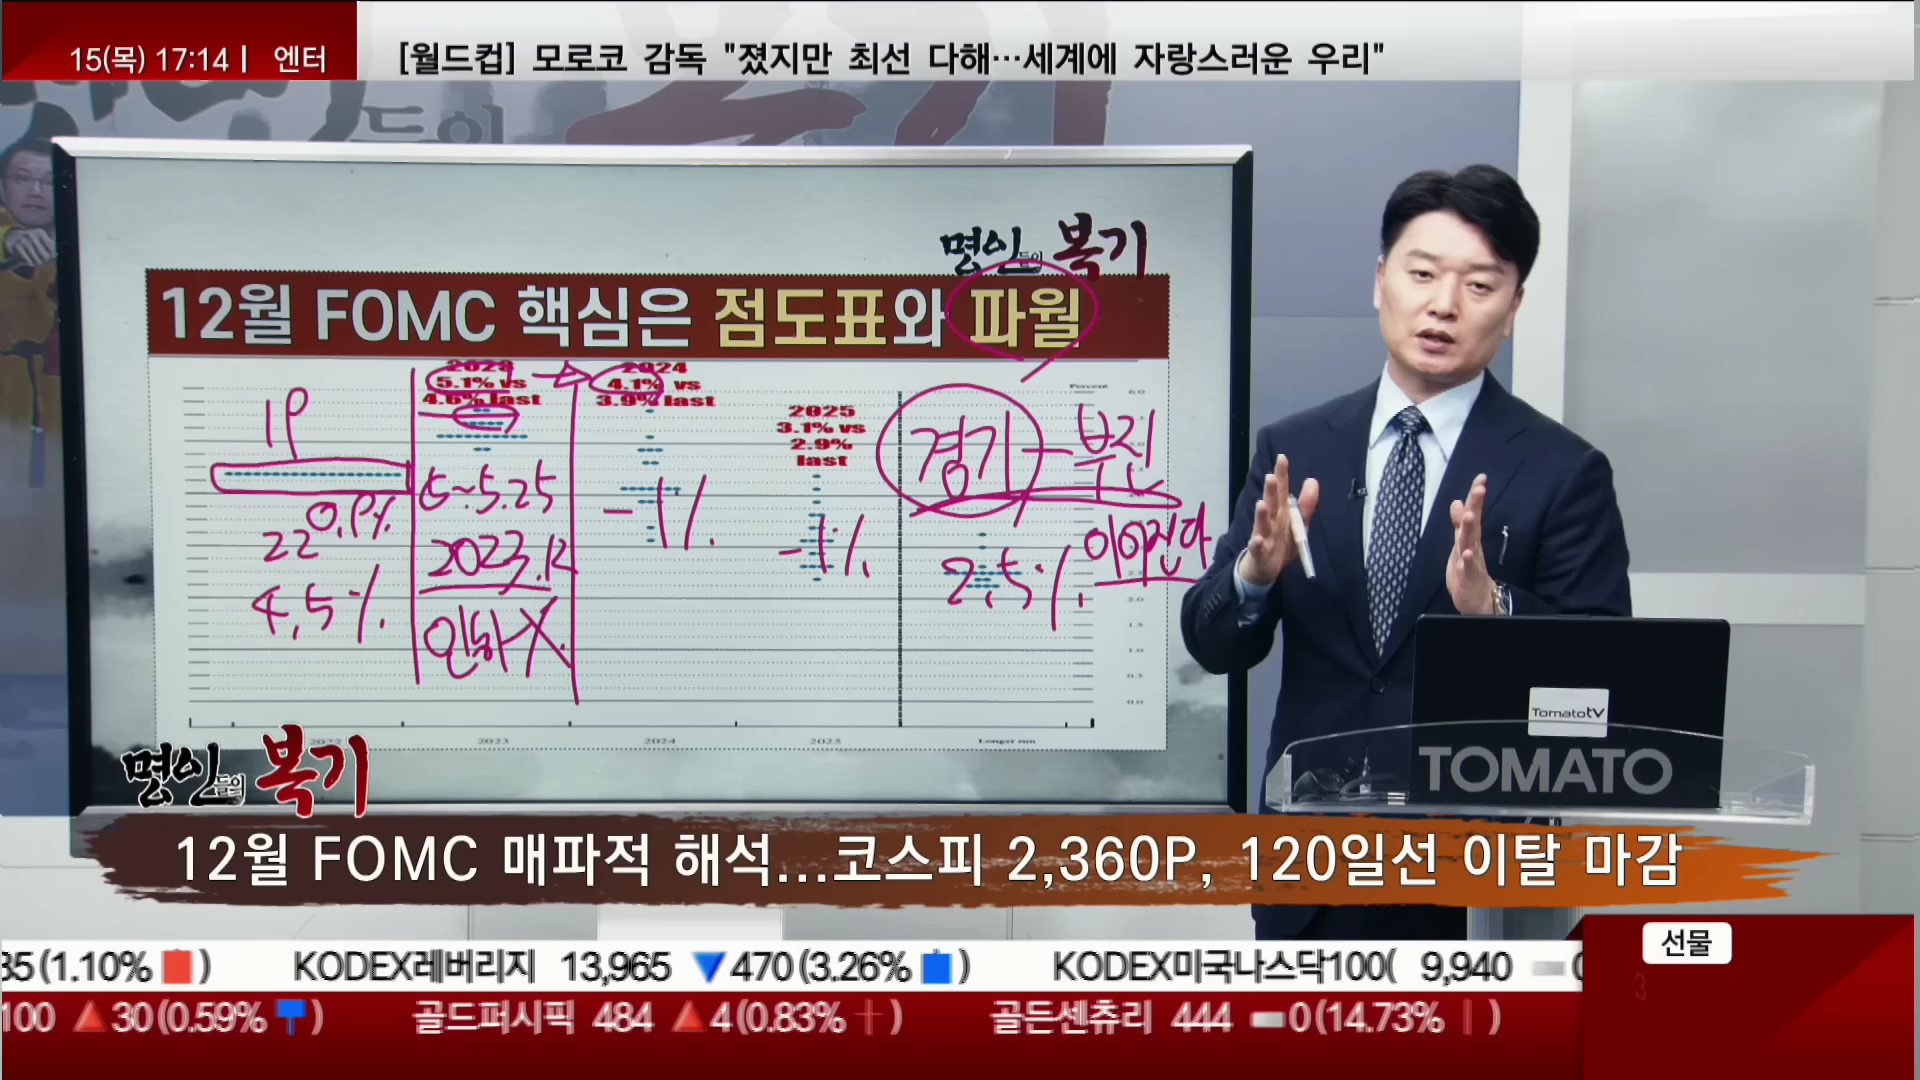 15(목) 17:14 | 엔터
[월드컵] 모로코 감독 "졌지만 최선 다해…세계에 자랑스러운 우리"
명인들의 복기
12월 FOMC 핵심은 점도표와 파월
2023
5.1% vs
4.6% last
2024
4.1% vs
3.9% last
2025
3.1% vs
2.9%
last
Percent
1P
22
4.5%
5~5.25
2023.12
인하 X
-1%
-1%
경기 - 부진
2.5%
2022 2023 2024 2025 Longer run
TomatotV
TOMATO
명인들의 복기
12월 FOMC 매파적 해석...코스피 2,360P, 120일선 이탈 마감
35(1.10% ) KODEX레버리지 13,965 ▼470(3.26% ) KODEX미국나스닥100( 9,940
선물
100 ▲30(0.59% ) 골드퍼시픽 484 ▲4(0.83% ) 골든센츄리 444 0(14.73% )